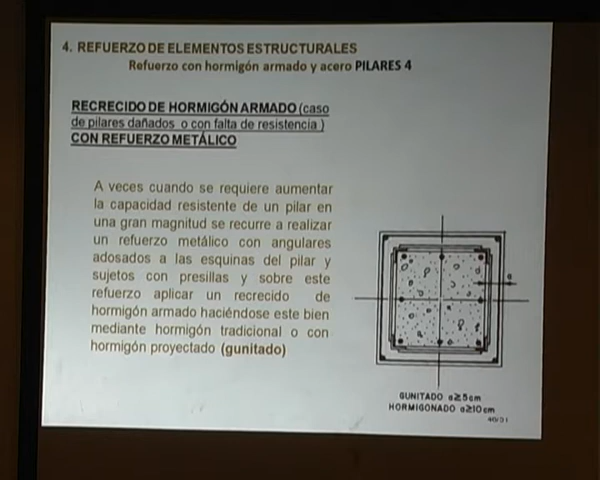 4. REFUERZO DE ELEMENTOS ESTRUCTURALES
Refuerzo con hormigón armado y acero PILARES 4
RECRECIDO DE HORMIGÓN ARMADO (caso
de pilares dañados o con falta de resistencia )
CON REFUERZO METÁLICO
A veces cuando se requiere aumentar
la capacidad resistente de un pilar en
una gran magnitud se recurre a realizar
un refuerzo metálico con angulares
adosados a las esquinas del pilar y
sujetos con presillas y sobre este
refuerzo aplicar un recrecido de
hormigón armado haciéndose este bien
mediante hormigón tradicional o con
hormigón proyectado (gunitado)
a
GUNITADO a≥5cm
HORMIGONADO a≥10cm